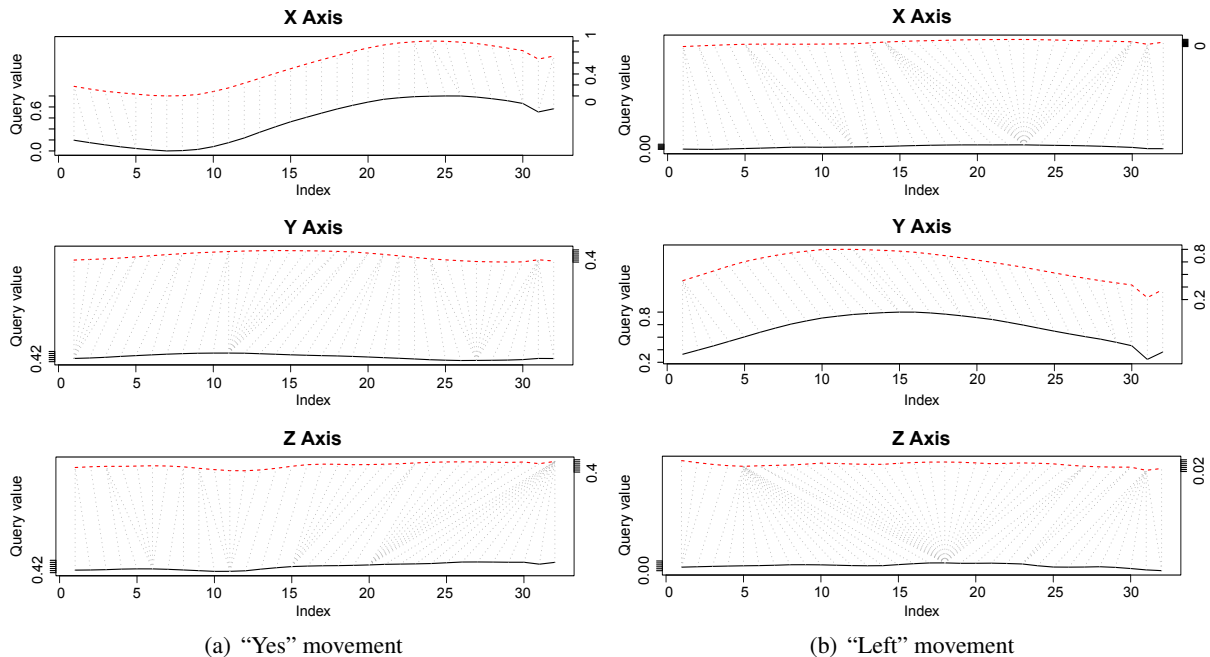 X Axis
Query value
0.0 0.6
0 0.4 1
0 5 10 15 20 25 30
Index
Y Axis
Query value
0.42
0.4
0 5 10 15 20 25 30
Index
Z Axis
Query value
0.42
0.4
0 5 10 15 20 25 30
Index
(a) “Yes” movement
X Axis
Query value
0.00
0
0 5 10 15 20 25 30
Index
Y Axis
Query value
0.2 0.8
0.2 0.8
0 5 10 15 20 25 30
Index
Z Axis
Query value
0.00
0.02
0 5 10 15 20 25 30
Index
(b) “Left” movement